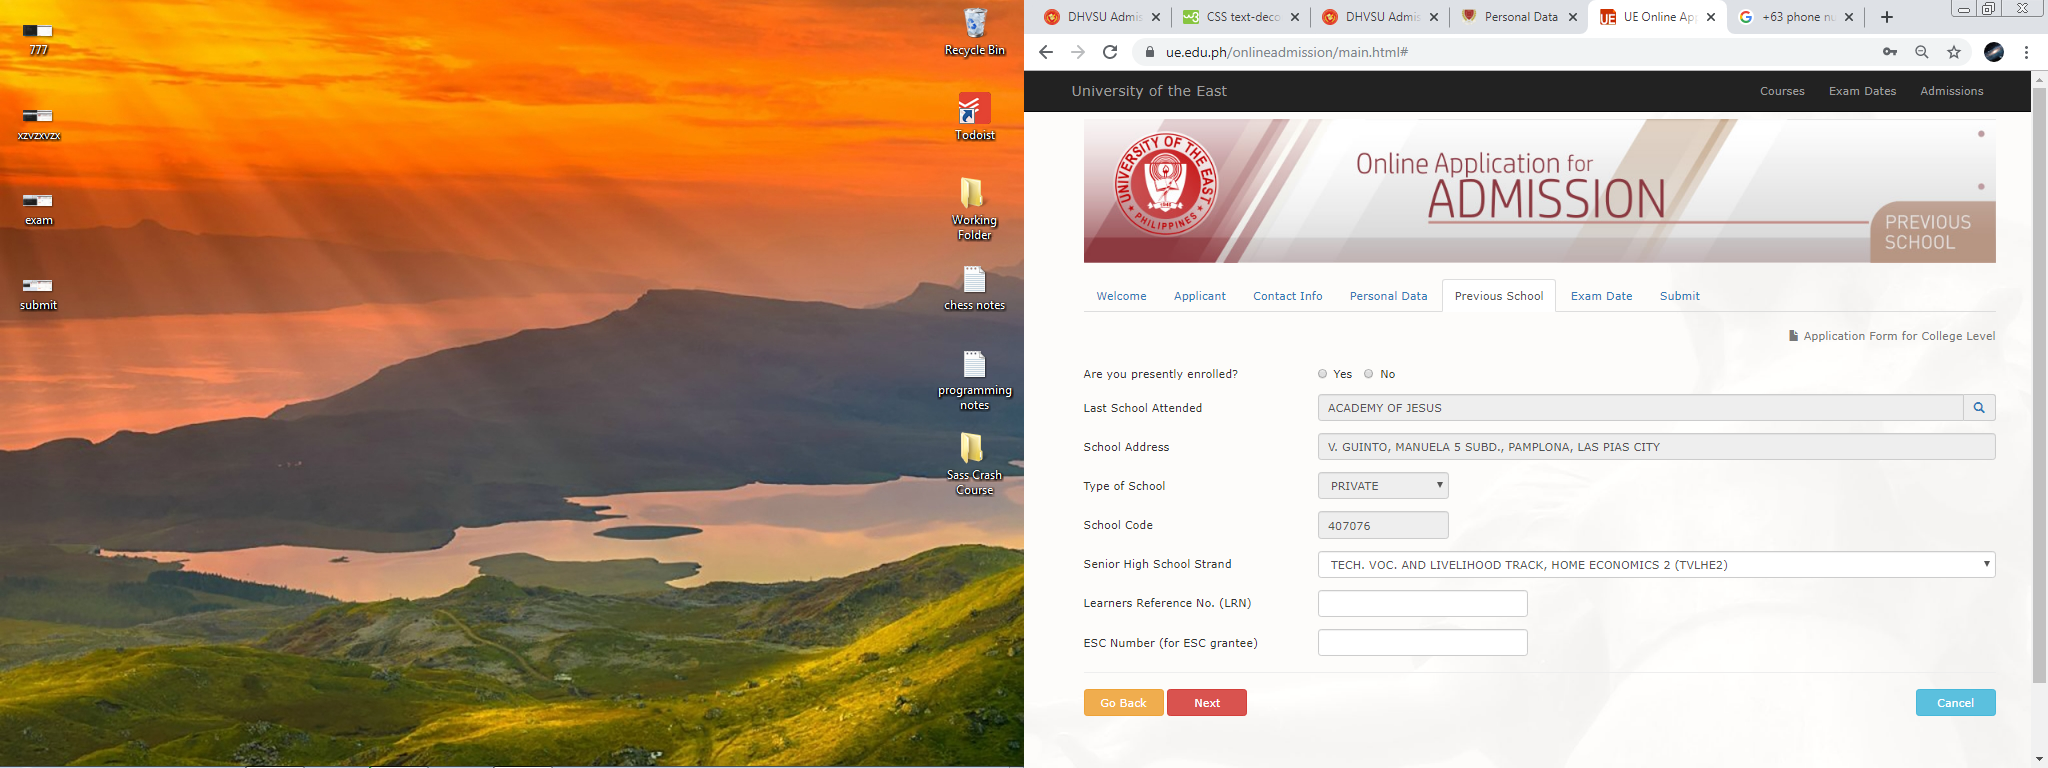 777
xzvzxvzx
exam
submit
Recycle Bin
Todoist
Working
Folder
chess notes
programming
notes
Sass Crash
Course
DHVSU Admis
CSS text-deco
DHVSU Admis
Personal Data
UE Online Ap
+63 phone nu
ue.edu.ph/onlineadmission/main.html#
University of the East
Courses
Exam Dates
Admissions
UNIVERSITY OF THE EAST
PHILIPPINES
Online Application for
ADMISSION
PREVIOUS
SCHOOL
Welcome
Applicant
Contact Info
Personal Data
Previous School
Exam Date
Submit
Application Form for College Level
Are you presently enrolled?
Yes
No
Last School Attended
ACADEMY OF JESUS
School Address
V. GUINTO, MANUELA 5 SUBD., PAMPLONA, LAS PIAS CITY
Type of School
PRIVATE
School Code
407076
Senior High School Strand
TECH. VOC. AND LIVELIHOOD TRACK, HOME ECONOMICS 2 (TVLHE2)
Learners Reference No. (LRN)
ESC Number (for ESC grantee)
Go Back
Next
Cancel